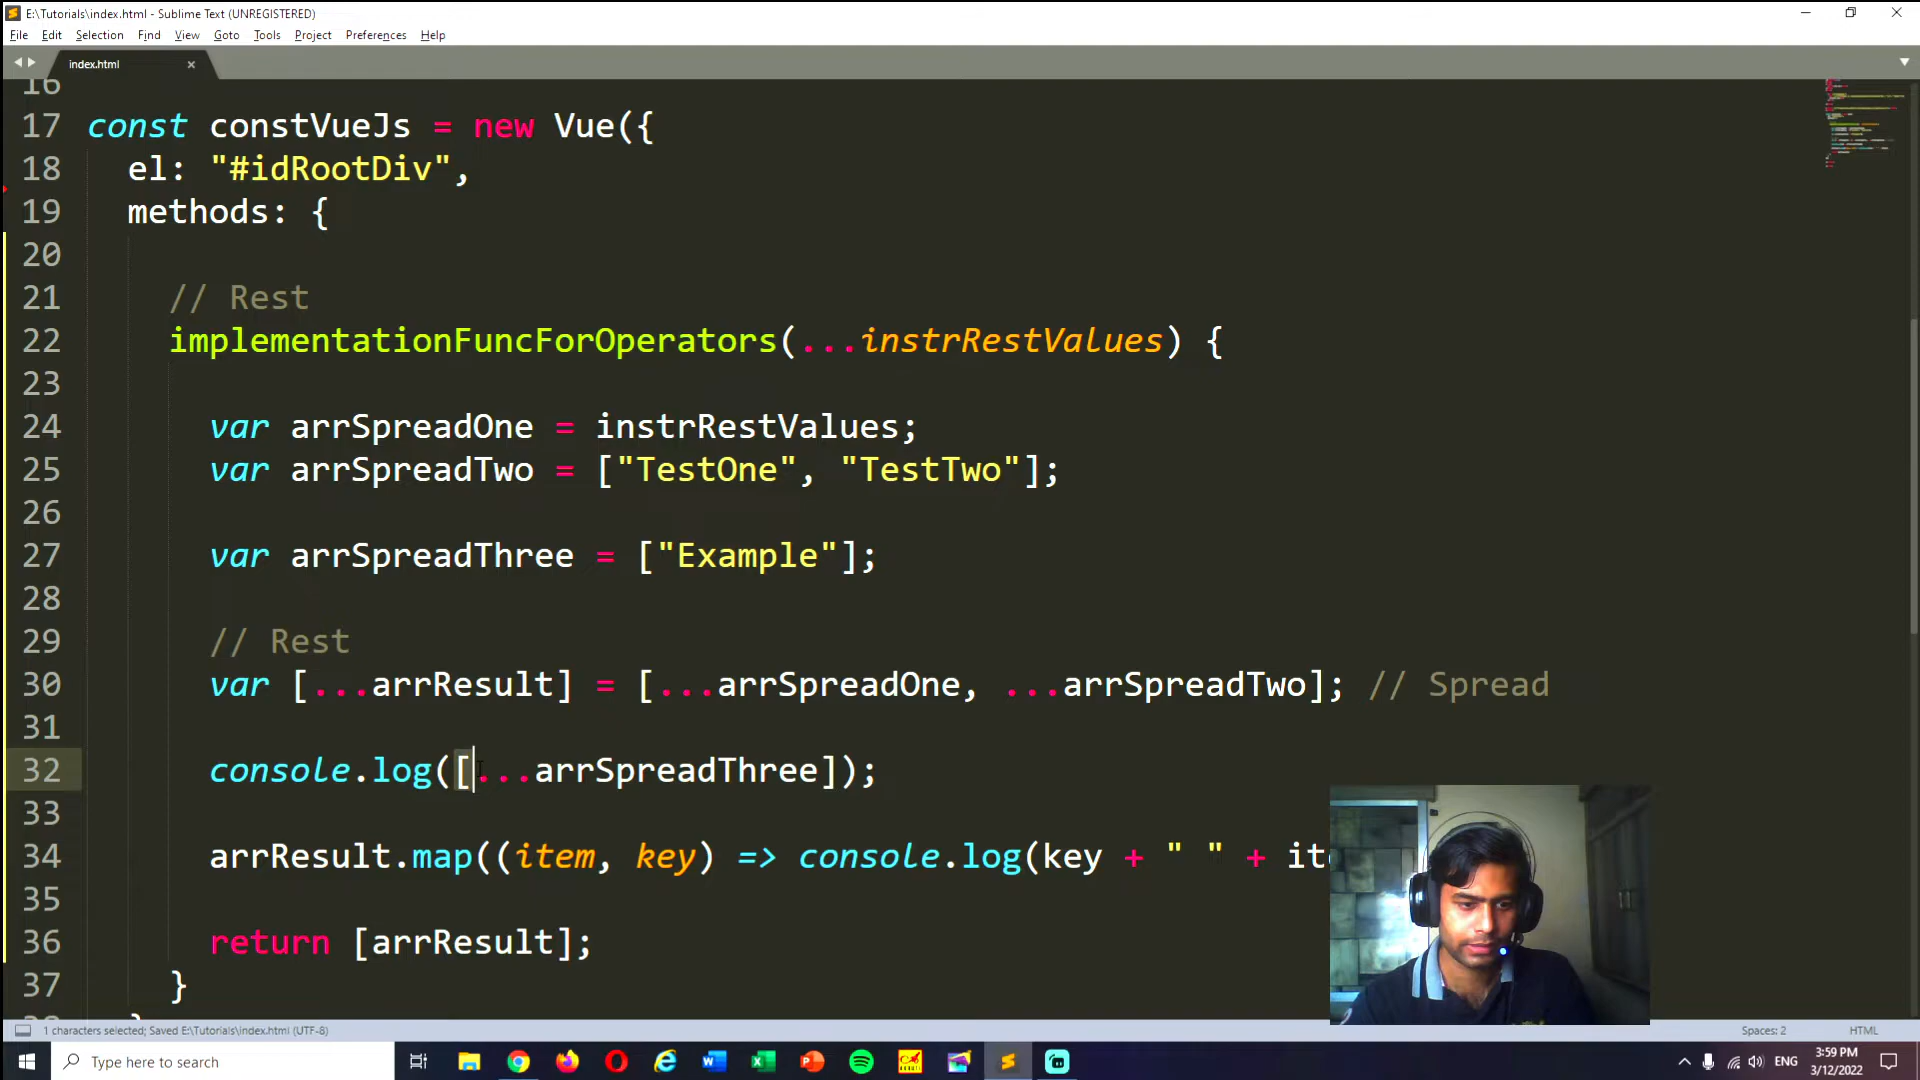 E:\Tutorials\index.html - Sublime Text (UNREGISTERED)
File Edit Selection Find View Goto Tools Project Preferences Help
index.html
16
17 const constVueJs = new Vue({
18 el: "#idRootDiv",
19 methods: {
20
21 // Rest
22 implementationFuncForOperators(...instrRestValues) {
23
24 var arrSpreadOne = instrRestValues;
25 var arrSpreadTwo = ["TestOne", "TestTwo"];
26
27 var arrSpreadThree = ["Example"];
28
29 // Rest
30 var [...arrResult] = [...arrSpreadOne, ...arrSpreadTwo]; // Spread
31
32 console.log([...arrSpreadThree]);
33
34 arrResult.map((item, key) => console.log(key + " " + ite
35
36 return [arrResult];
37 }
1 characters selected; Saved E:\Tutorials\index.html (UTF-8)
Spaces: 2 HTML
Type here to search
ENG
3:59 PM
3/12/2022